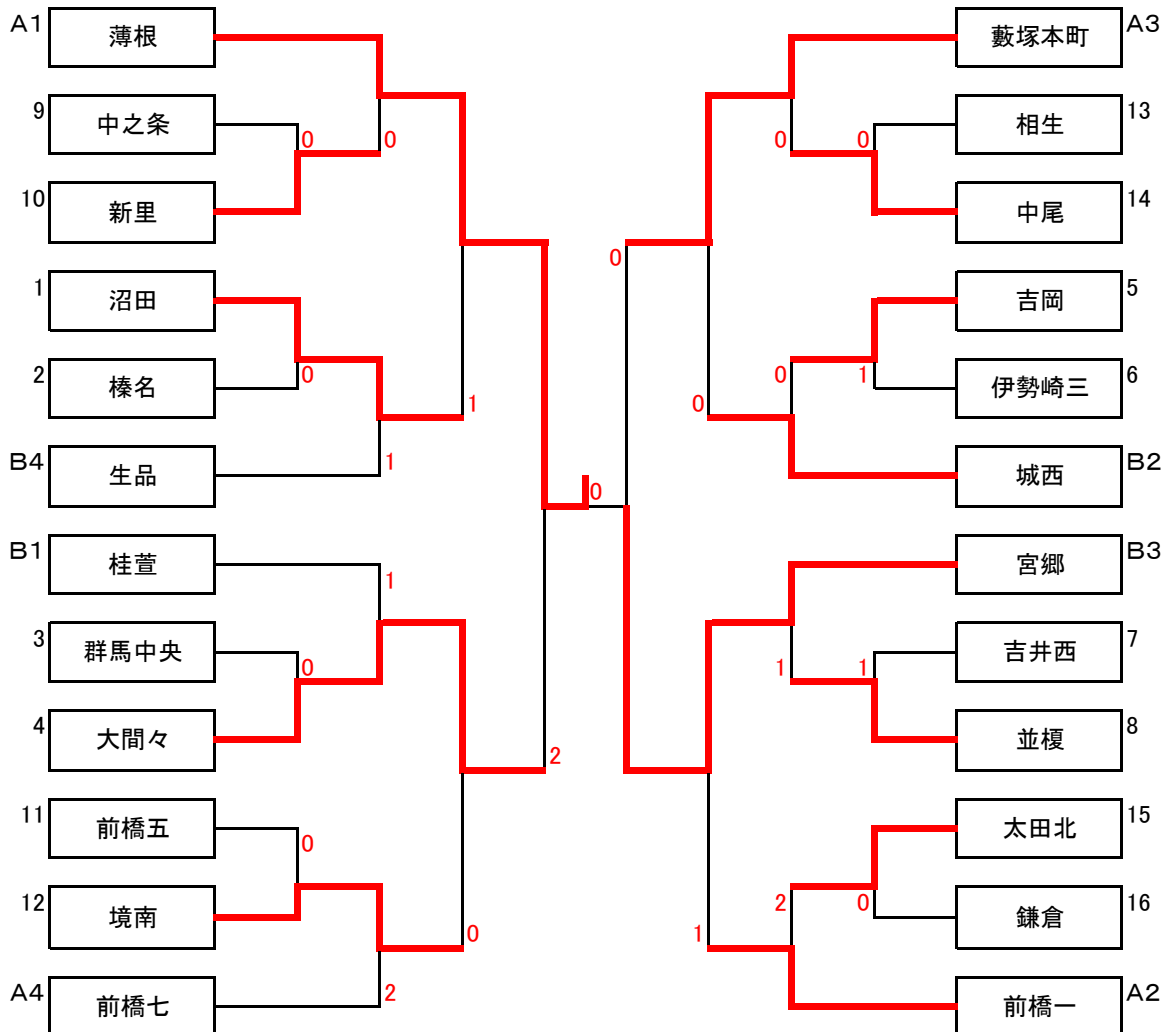 A1 薄根
9 中之条
0
0
10 新里
1 沼田
2 榛名
0
1
B4 生品
1
B1 桂萱
1
3 群馬中央
0
4 大間々
2
11 前橋五
0
12 境南
0
A4 前橋七
2
0
藪塚本町 A3
相生 13
0
0
中尾 14
0
吉岡 5
0
1
伊勢崎三 6
0
城西 B2
宮郷 B3
吉井西 7
1
1
並榎 8
太田北 15
2
0
鎌倉 16
1
前橋一 A2